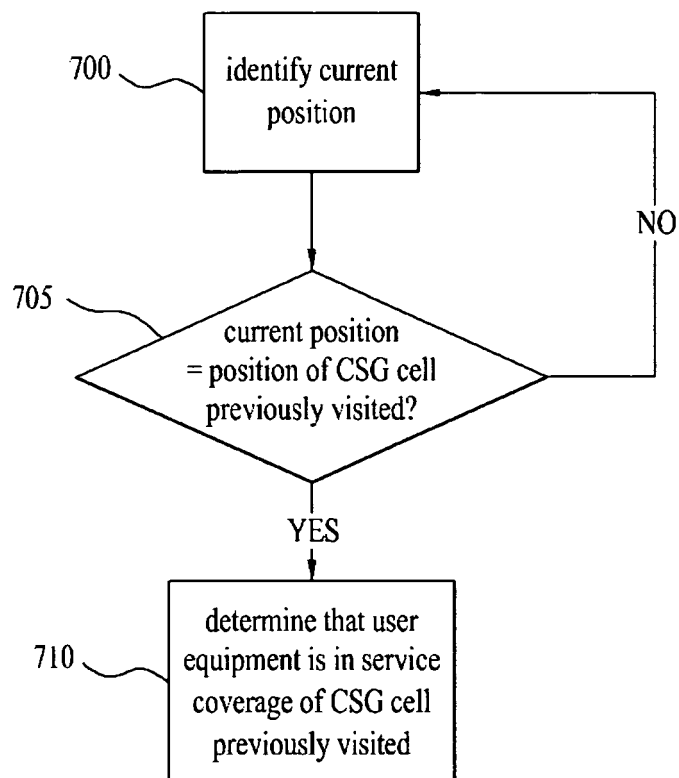 700
identify current
position
NO
705
current position
= position of CSG cell
previously visited?
YES
710
determine that user
equipment is in service
coverage of CSG cell
previously visited